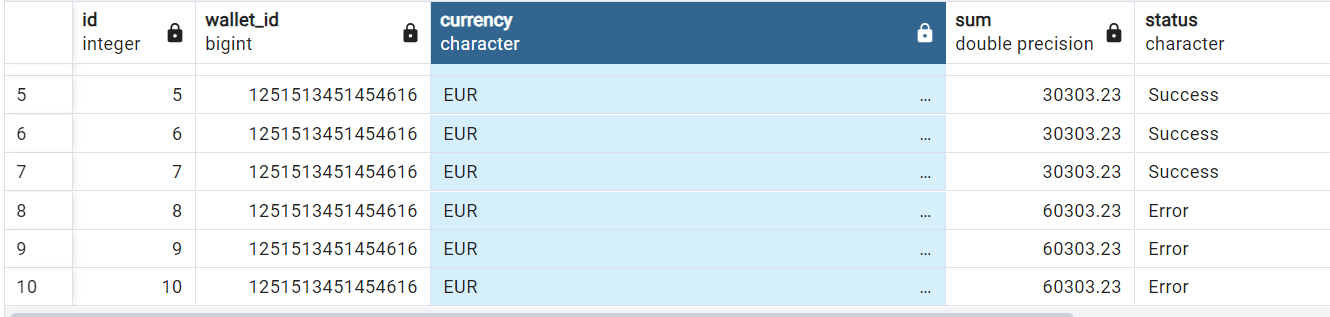 id wallet_id currency sum status
integer bigint character double precision character
5 5 1251513451454616 EUR ... 30303.23 Success
6 6 1251513451454616 EUR ... 30303.23 Success
7 7 1251513451454616 EUR ... 30303.23 Success
8 8 1251513451454616 EUR ... 60303.23 Error
9 9 1251513451454616 EUR ... 60303.23 Error
10 10 1251513451454616 EUR ... 60303.23 Error